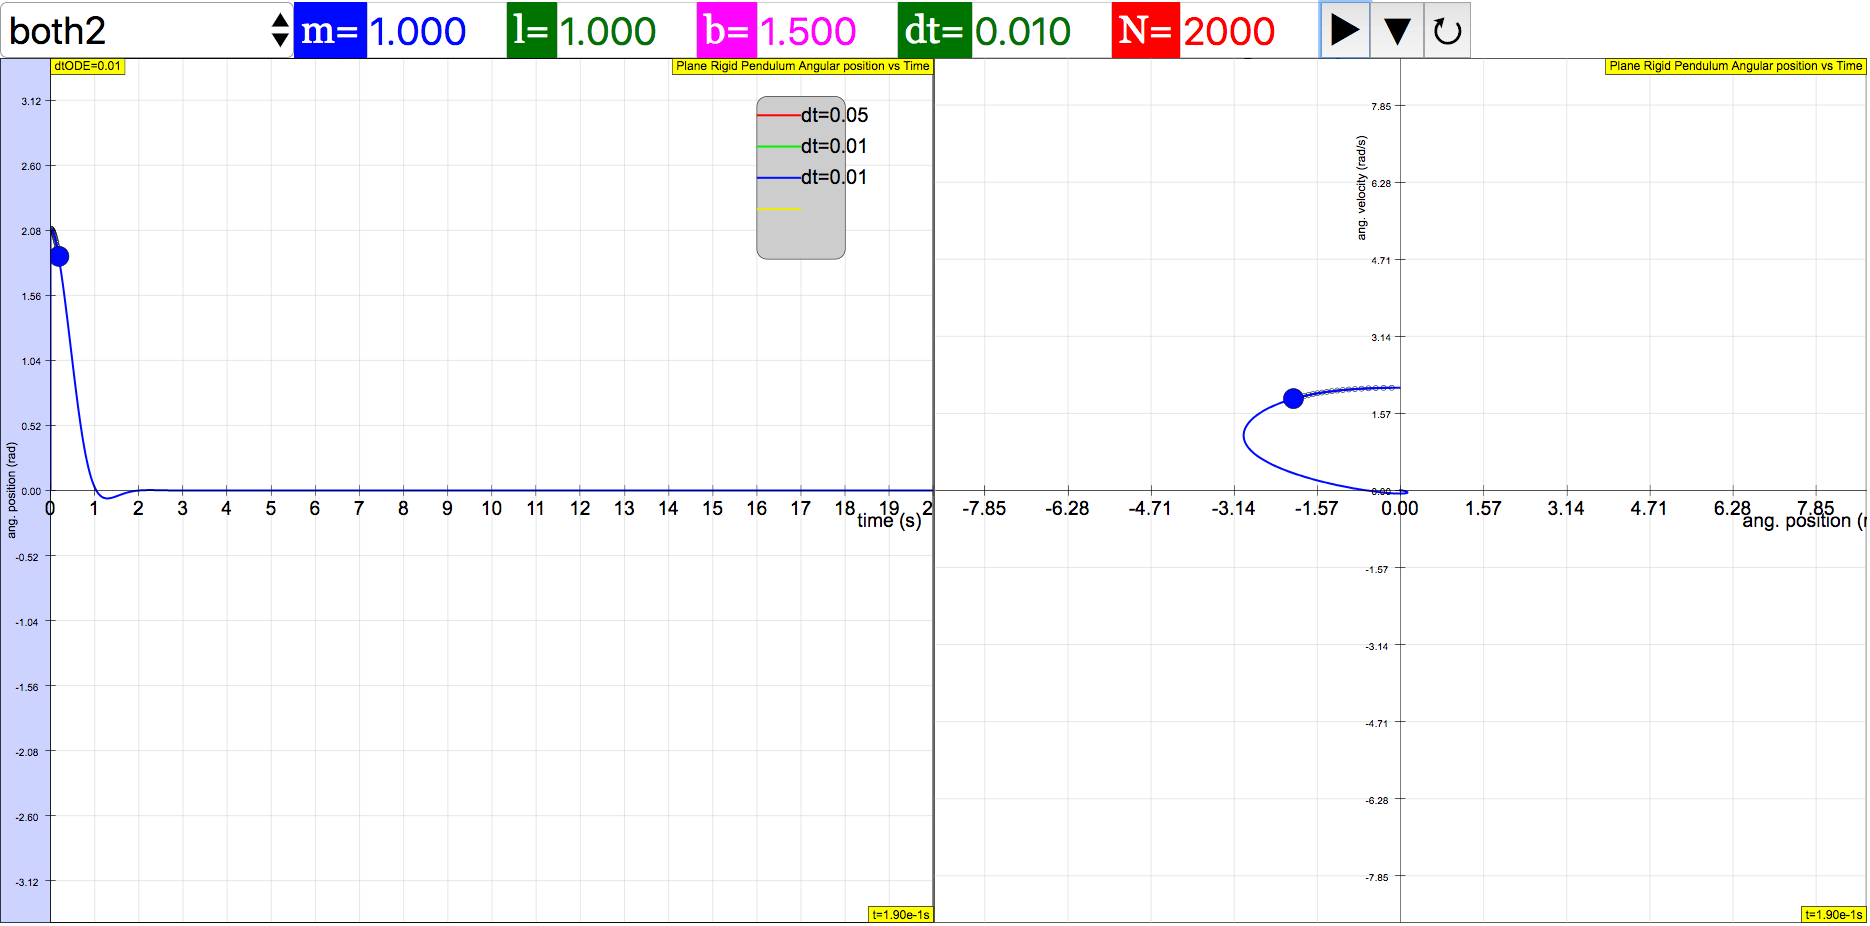 both2 m= 1.000 l= 1.000 b= 1.500 dt= 0.010 N= 2000
dtODE=0.01
Plane Rigid Pendulum Angular position vs Time
dt=0.05
dt=0.01
dt=0.01
3.12
2.60
2.08
1.56
1.04
0.52
0.00
-0.52
-1.04
-1.56
-2.08
-2.60
-3.12
ang. position (rad)
0 1 2 3 4 5 6 7 8 9 10 11 12 13 14 15 16 17 18 19 2
time (s)
t=1.90e-1s
Plane Rigid Pendulum Angular position vs Time
ang. velocity (rad/s)
7.85
6.28
4.71
3.14
1.57
0.00
-1.57
-3.14
-4.71
-6.28
-7.85
-7.85 -6.28 -4.71 -3.14 -1.57 0.00 1.57 3.14 4.71 6.28 7.85
ang. position (r
t=1.90e-1s